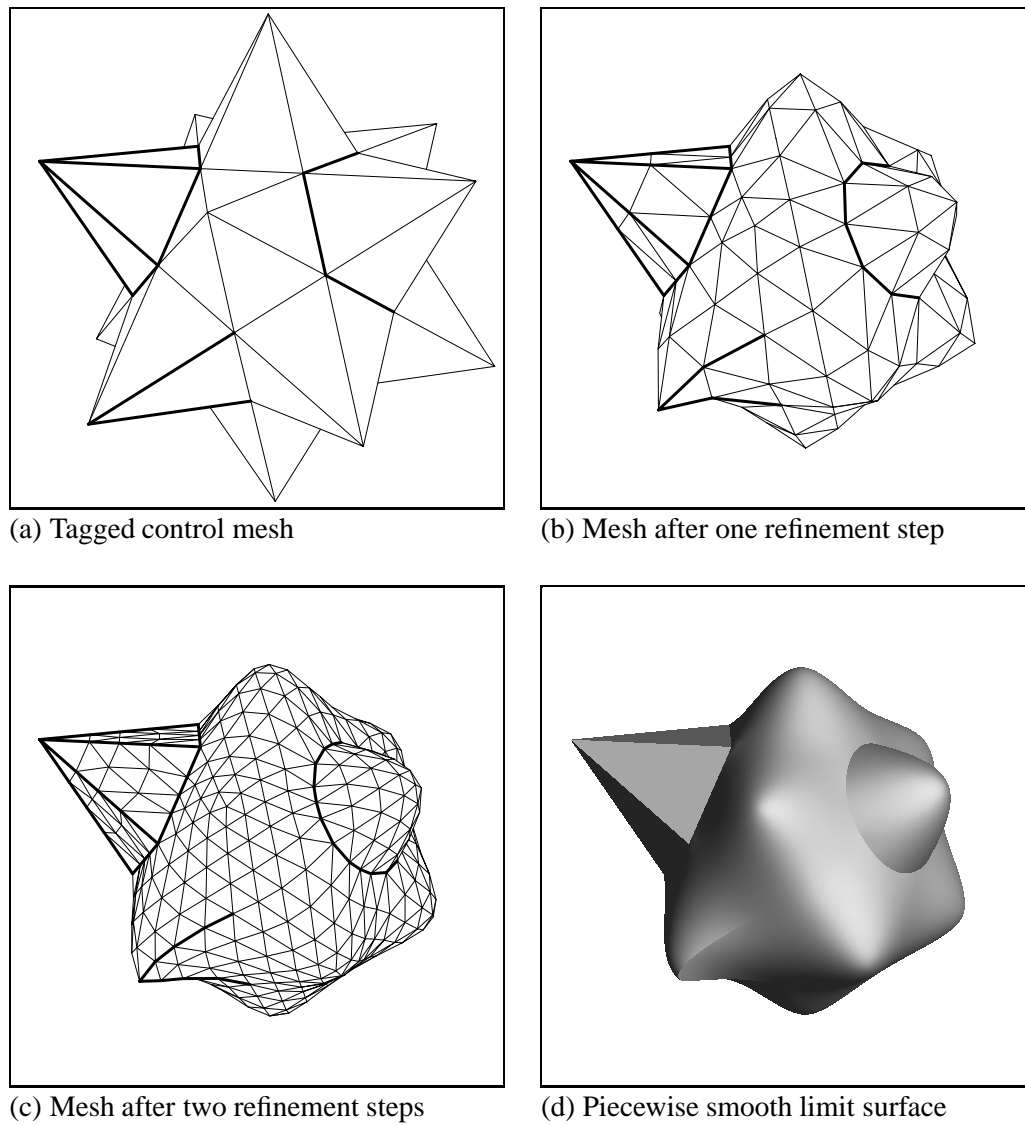 (a) Tagged control mesh
(b) Mesh after one refinement step
(c) Mesh after two refinement steps
(d) Piecewise smooth limit surface